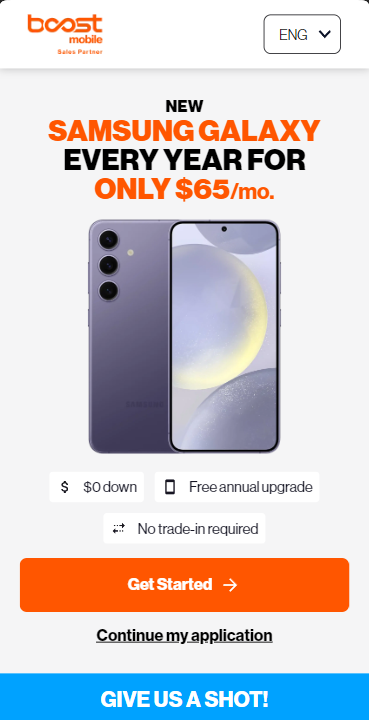 boost
mobile
Sales Partner
ENG
NEW
SAMSUNG GALAXY
EVERY YEAR FOR
ONLY $65/mo.
SAMSUNG
$ $0 down
Free annual upgrade
No trade-in required
Get Started →
Continue my application
GIVE US A SHOT!